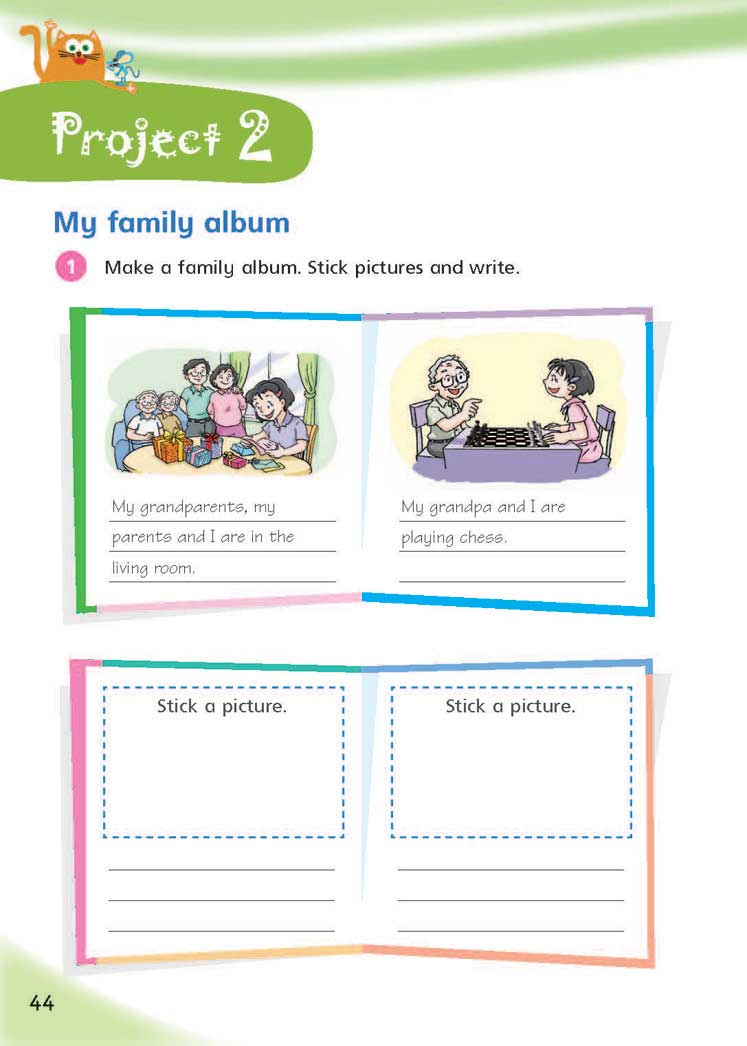 Project 2
My family album
1 Make a family album. Stick pictures and write.
My grandparents, my
parents and I are in the
living room.
My grandpa and I are
playing chess.
Stick a picture.
Stick a picture.
44